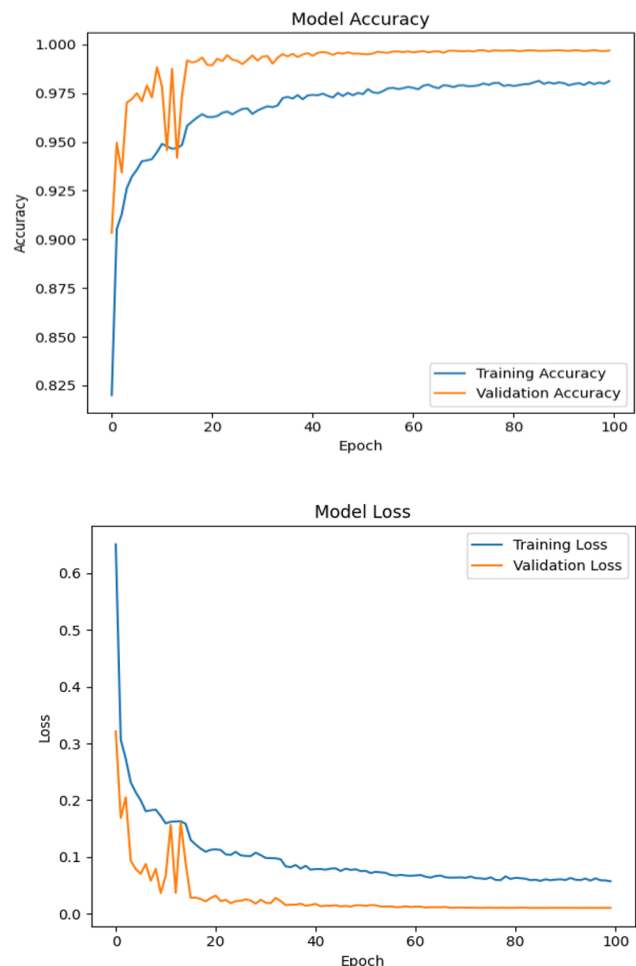 Model Accuracy
1.000
0.975
0.950
0.925
0.900
0.875
0.850
0.825
Accuracy
Training Accuracy
Validation Accuracy
0 20 40 60 80 100
Epoch
Model Loss
Training Loss
Validation Loss
0.6
0.5
0.4
0.3
0.2
0.1
0.0
Loss
0 20 40 60 80 100
Epoch